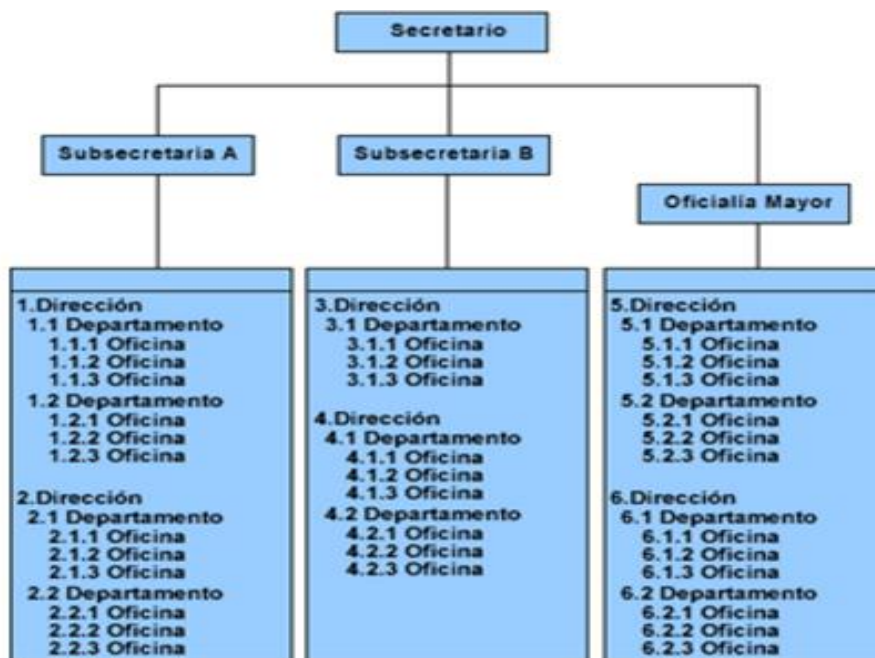 Secretario
Subsecretaria A
Subsecretaria B
Oficialía Mayor
1.Dirección
1.1 Departamento
1.1.1 Oficina
1.1.2 Oficina
1.1.3 Oficina
1.2 Departamento
1.2.1 Oficina
1.2.2 Oficina
1.2.3 Oficina
2.Dirección
2.1 Departamento
2.1.1 Oficina
2.1.2 Oficina
2.1.3 Oficina
2.2 Departamento
2.2.1 Oficina
2.2.2 Oficina
2.2.3 Oficina
3.Dirección
3.1 Departamento
3.1.1 Oficina
3.1.2 Oficina
3.1.3 Oficina
4.Dirección
4.1 Departamento
4.1.1 Oficina
4.1.2 Oficina
4.1.3 Oficina
4.2 Departamento
4.2.1 Oficina
4.2.2 Oficina
4.2.3 Oficina
5.Dirección
5.1 Departamento
5.1.1 Oficina
5.1.2 Oficina
5.1.3 Oficina
5.2 Departamento
5.2.1 Oficina
5.2.2 Oficina
5.2.3 Oficina
6.Dirección
6.1 Departamento
6.1.1 Oficina
6.1.2 Oficina
6.1.3 Oficina
6.2 Departamento
6.2.1 Oficina
6.2.2 Oficina
6.2.3 Oficina